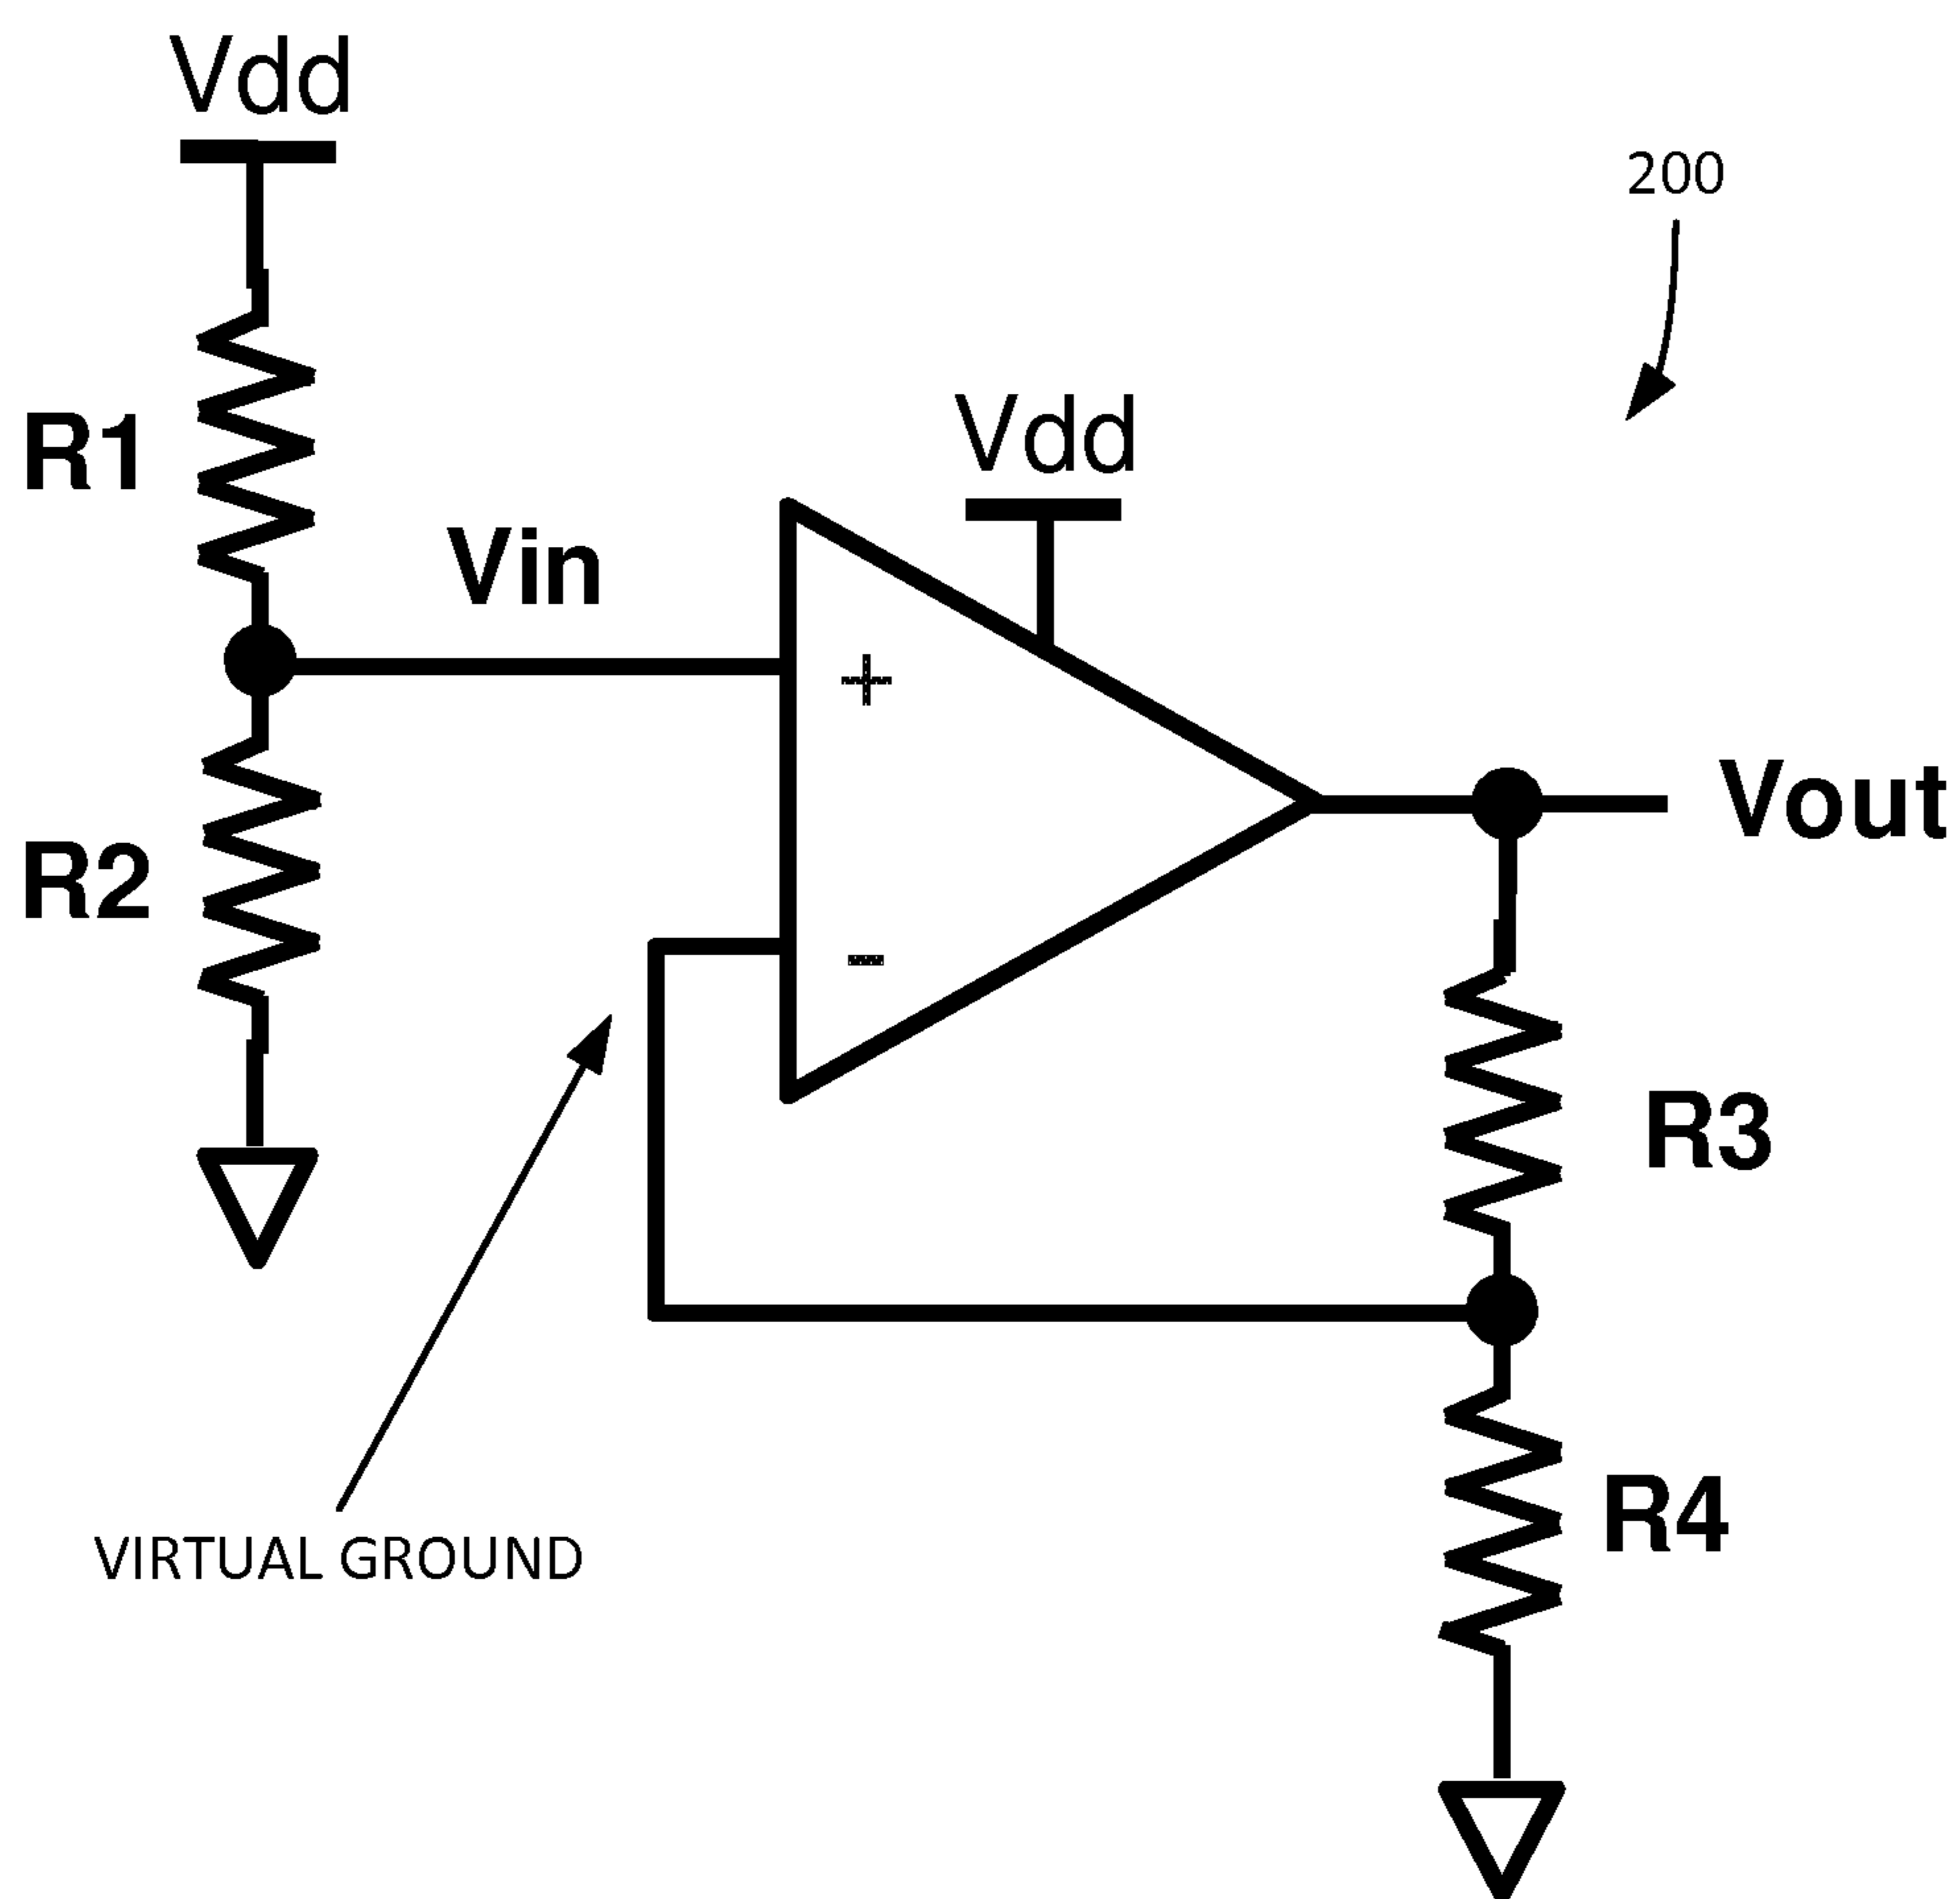 Vdd
200
R1
Vdd
Vin
+
Vout
R2
-
R3
R4
VIRTUAL GROUND